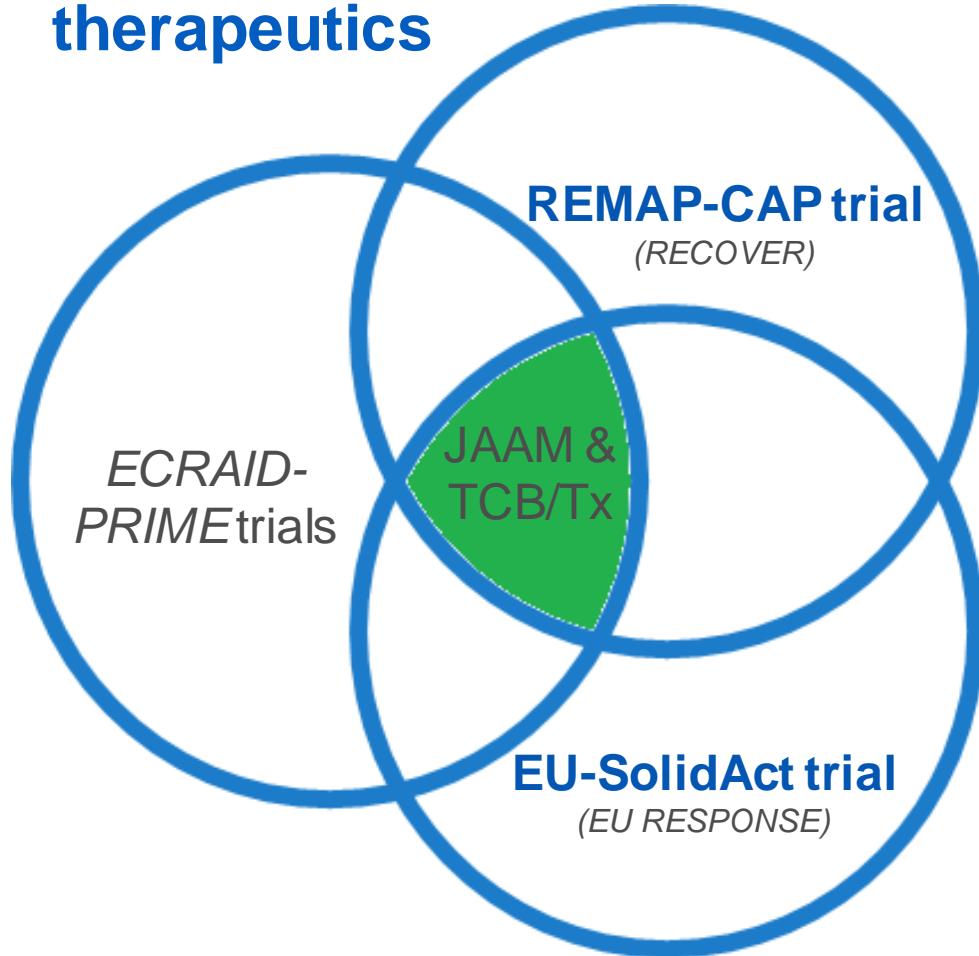 therapeutics
REMAP-CAP trial
(RECOVER)
ECRAID-
PRIME trials
JAAM &
TCB/Tx
EU-SolidAct trial
(EU RESPONSE)